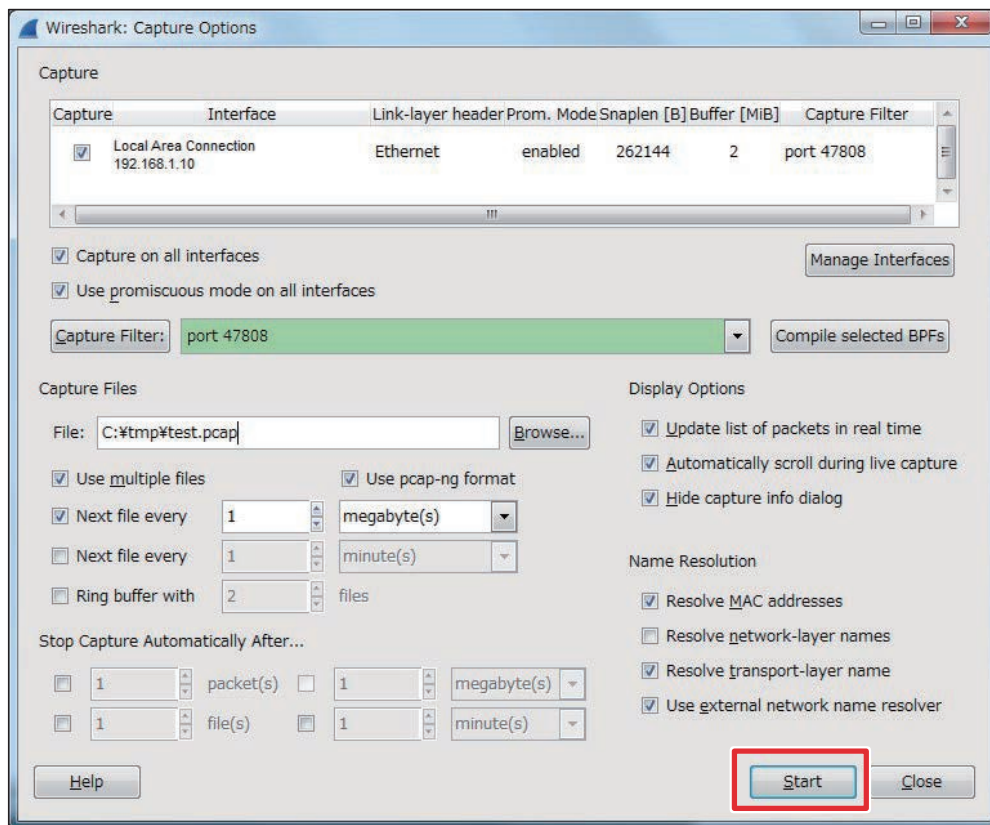 Wireshark: Capture Options
Capture
Capture Interface Link-layer header Prom. Mode Snaplen [B] Buffer [MiB] Capture Filter
Local Area Connection
192.168.1.10 Ethernet enabled 262144 2 port 47808
Capture on all interfaces
Manage Interfaces
Use promiscuous mode on all interfaces
Capture Filter: port 47808 Compile selected BPFs
Capture Files
File: C:¥tmp¥test.pcap Browse...
Use multiple files Use pcap-ng format
Next file every 1 megabyte(s)
Next file every 1 minute(s)
Ring buffer with 2 files
Stop Capture Automatically After...
1 packet(s) 1 megabyte(s)
1 file(s) 1 minute(s)
Display Options
Update list of packets in real time
Automatically scroll during live capture
Hide capture info dialog
Name Resolution
Resolve MAC addresses
Resolve network-layer names
Resolve transport-layer name
Use external network name resolver
Help Start Close